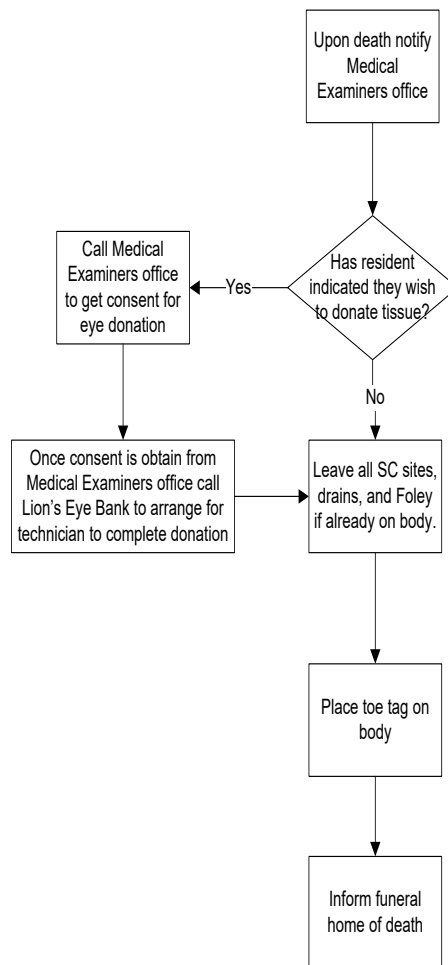 Upon death notify
Medical
Examiners office
Has resident
indicated they wish
to donate tissue?
Yes
Call Medical
Examiners office
to get consent for
eye donation
No
Once consent is obtain from
Medical Examiners office call
Lion's Eye Bank to arrange for
technician to complete donation
Leave all SC sites,
drains, and Foley
if already on body.
Place toe tag on
body
Inform funeral
home of death